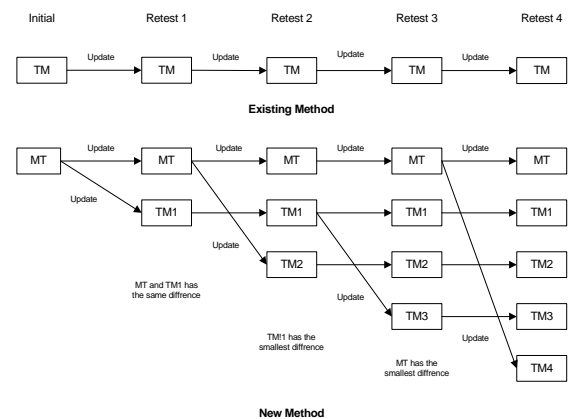 Initial
Retest 1
Retest 2
Retest 3
Retest 4
TM
Update
TM
Update
TM
Update
TM
Update
TM
Existing Method
MT
Update
MT
Update
MT
Update
MT
Update
MT
Update
TM1
TM1
TM1
TM1
Update
TM2
TM2
TM2
MT and TM1 has
the same diffrence
Update
TM3
TM3
TM!1 has the
smallest diffrence
Update
MT has the
smallest diffrence
TM4
New Method